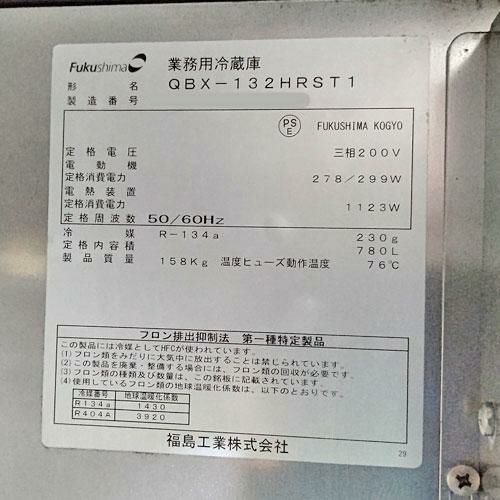 Fukushima 業務用冷蔵庫
形名 QBX-132HRST1
製造番号
PSE FUKUSHIMA KOGYO
定格電圧 三相200V
電動機
定格消費電力 278/299W
電熱装置
定格消費電力 1123W
定格周波数 50/60Hz
冷媒 R-134a 230g
定格内容積 780L
製品質量 158Kg 温度ヒューズ動作温度 76℃
フロン排出抑制法 第一種特定製品
この製品には冷媒としてHFCが使われています。
(1)フロン類をみだりに大気中に放出することは禁じられています。
(2)この製品を廃棄・整備する場合には、フロン類の回収が必要です。
(3)フロン類の種類及び数量は、この銘板に記載されています。
(4)使用しているフロン類の地球温暖化係数は、以下のとおりです。
冷媒番号 地球温暖化係数
R134a 1430
R404A 3920
福島工業株式会社
29